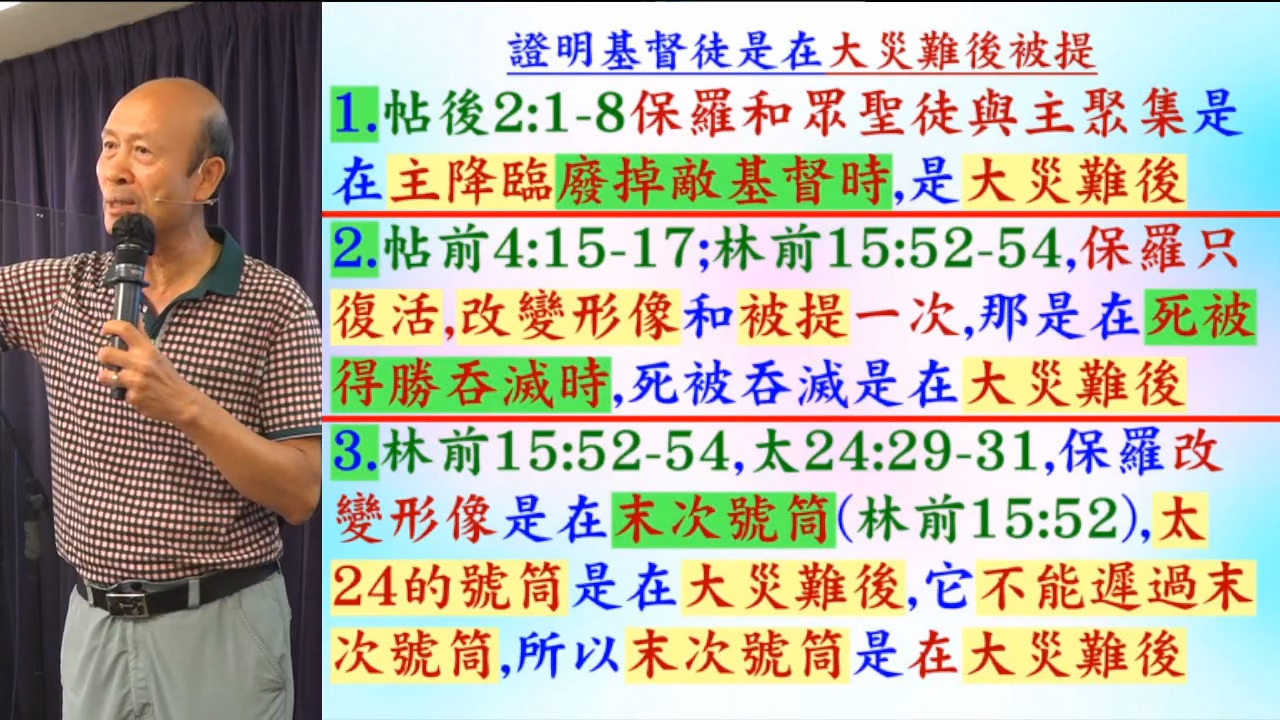 證明基督徒是在大災難後被提
1.帖後2:1-8保羅和眾聖徒與主聚集是
在主降臨廢掉敵基督時,是大災難後
2.帖前4:15-17;林前15:52-54,保羅只
復活,改變形像和被提一次,那是在死被
得勝吞滅時,死被吞滅是在大災難後
3.林前15:52-54,太24:29-31,保羅改
變形像是在末次號筒(林前15:52),太
24的號筒是在大災難後,它不能遲過末
次號筒,所以末次號筒是在大災難後